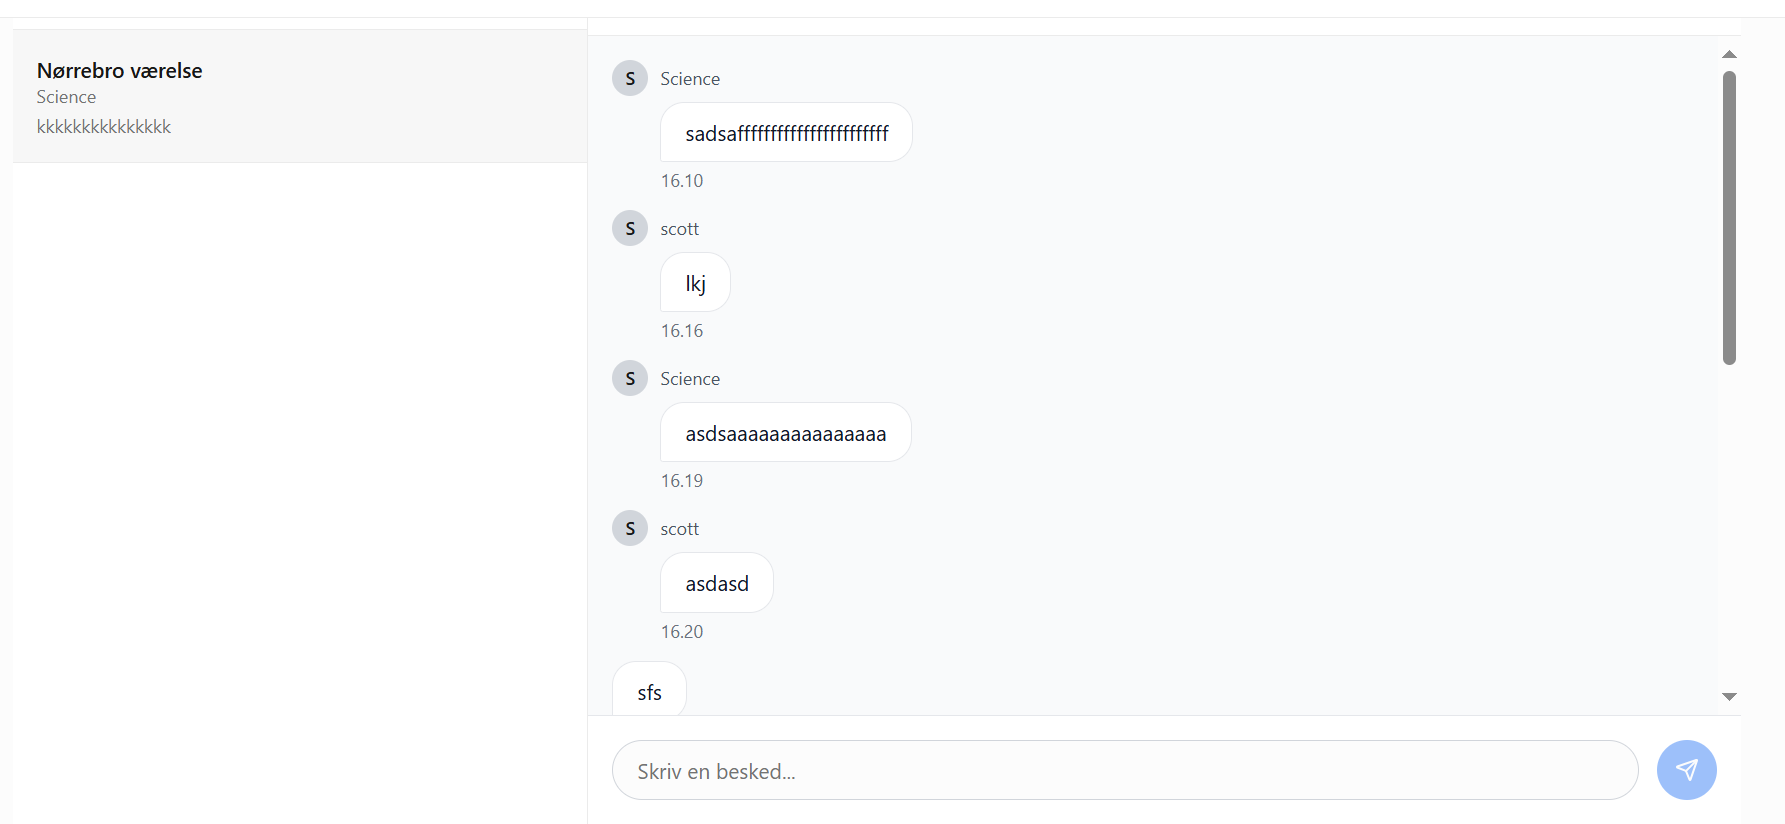 Nørrebro værelse
Science
kkkkkkkkkkkkkkk
S Science
sadsafffffffffffffffffffffff
16.10
S scott
lkj
16.16
S Science
asdsaaaaaaaaaaaaaaa
16.19
S scott
asdasd
16.20
sfs
Skriv en besked...